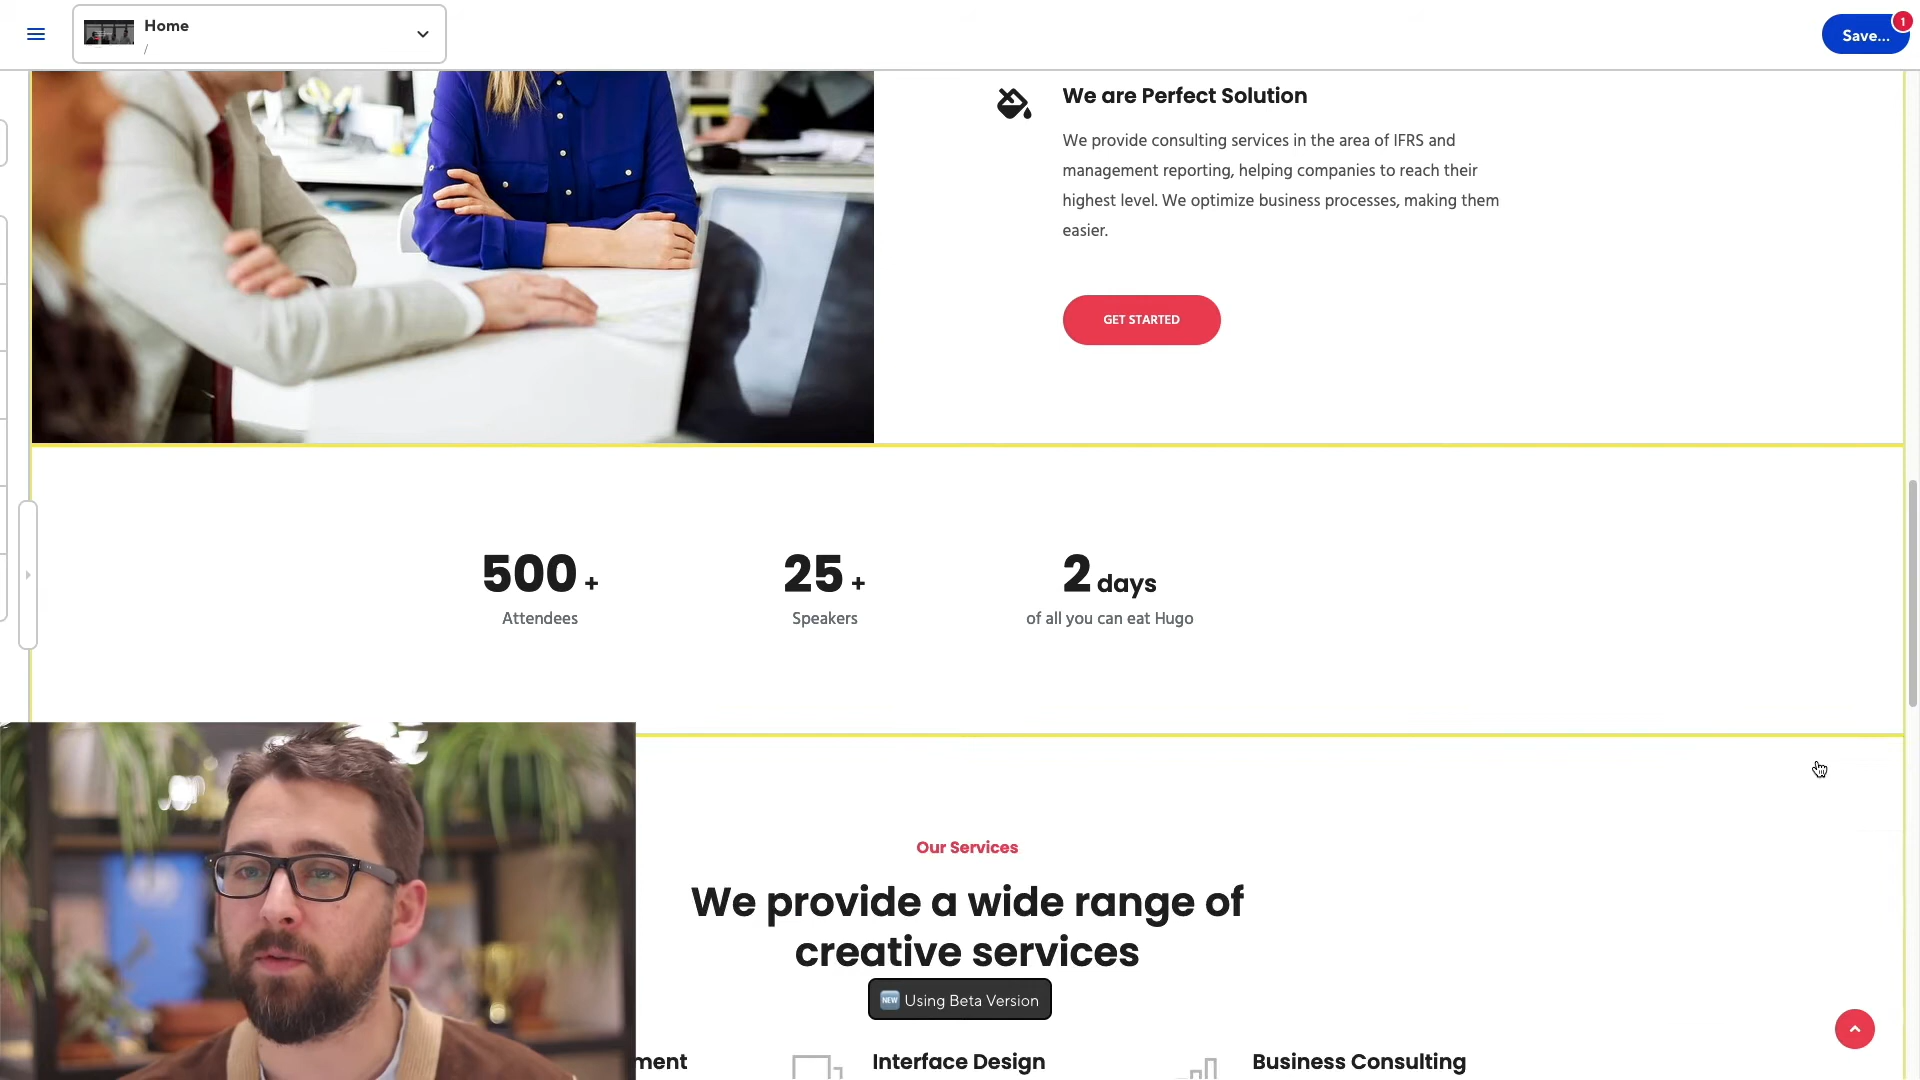 Home
/
Save...
1
We are Perfect Solution
We provide consulting services in the area of IFRS and
management reporting, helping companies to reach their
highest level. We optimize business processes, making them
easier.
GET STARTED
500 +
Attendees
25 +
Speakers
2 days
of all you can eat Hugo
Our Services
We provide a wide range of
creative services
NEW Using Beta Version
ment
Interface Design
Business Consulting